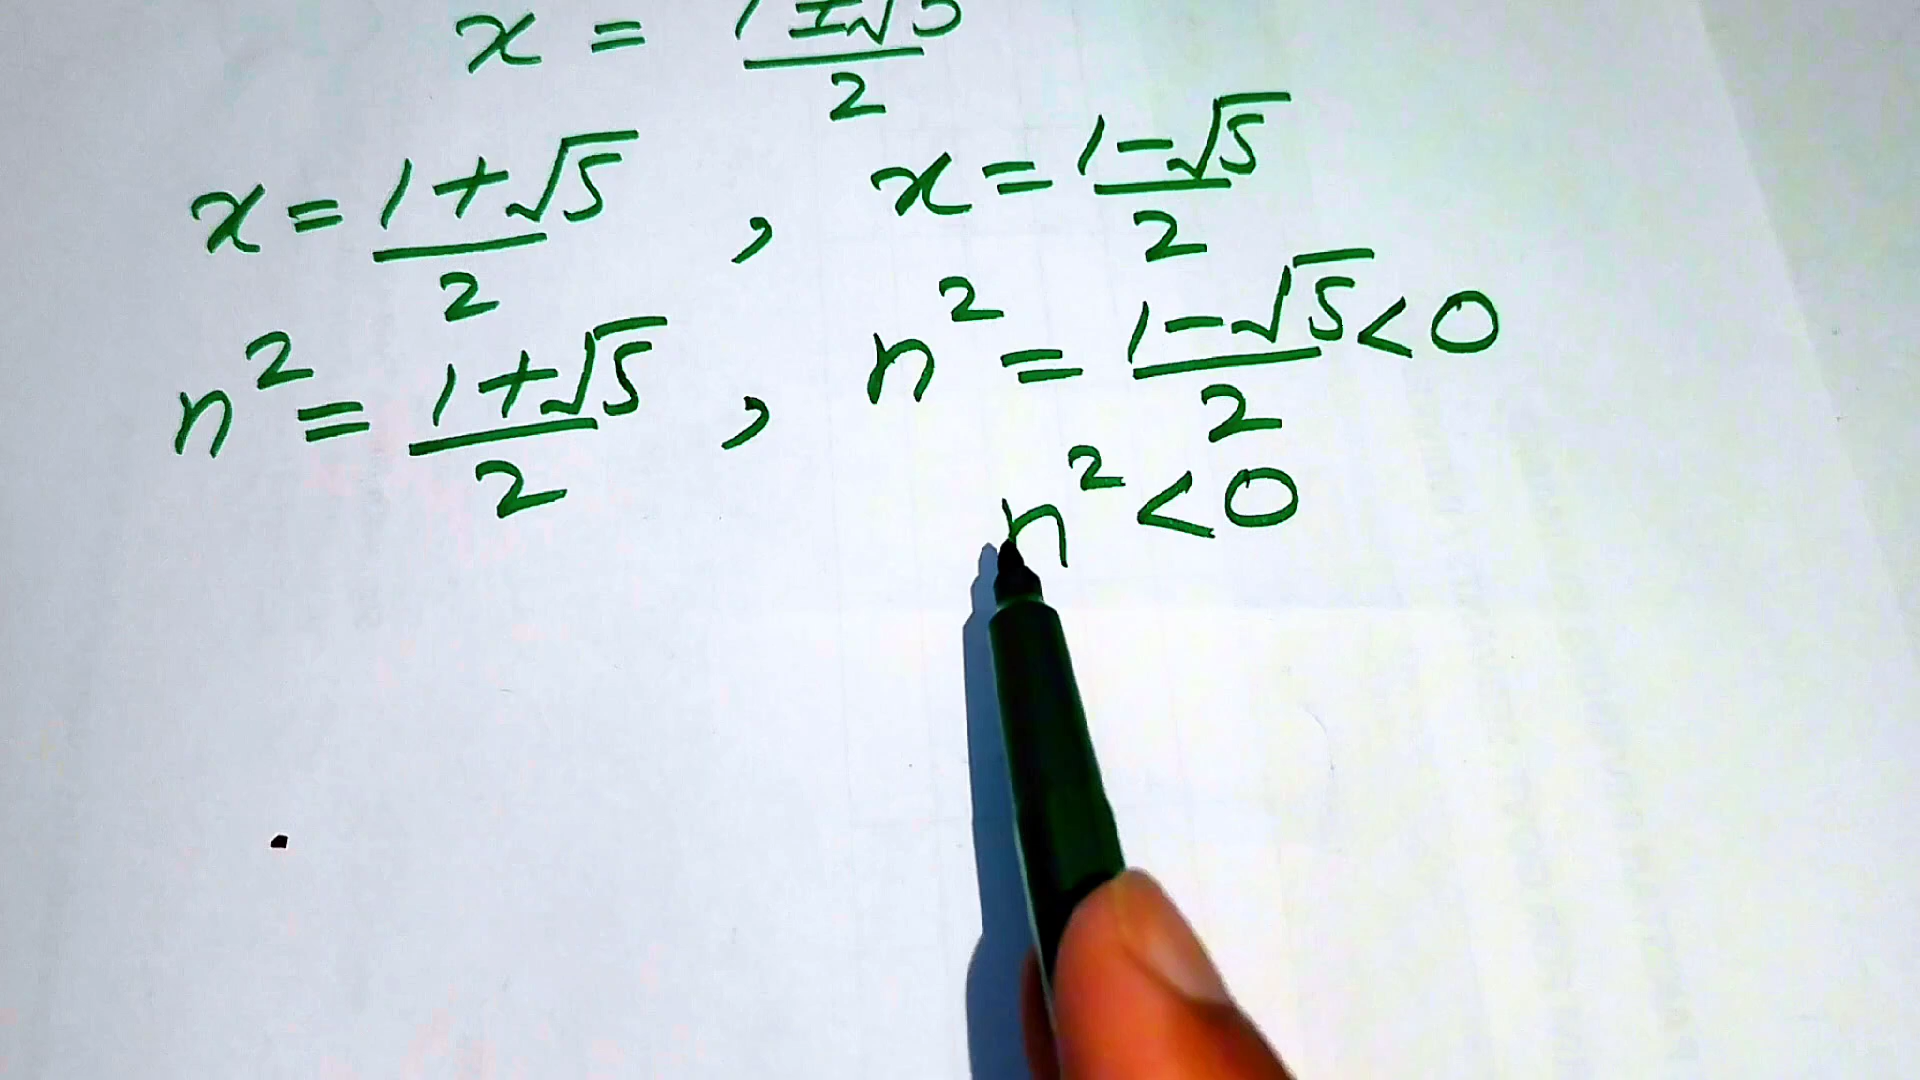 x = (1±√5)/2
x = (1+√5)/2 , x = (1-√5)/2
n² = (1+√5)/2 , n² = (1-√5)/2 < 0
n² < 0